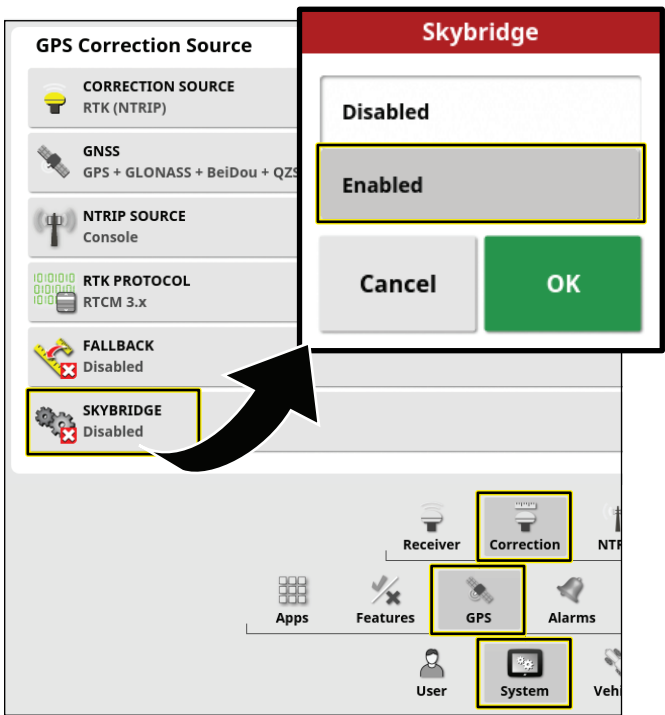 GPS Correction Source
CORRECTION SOURCE
RTK (NTRIP)
GNSS
GPS + GLONASS + BeiDou + QZS
NTRIP SOURCE
Console
RTK PROTOCOL
RTCM 3.x
FALLBACK
Disabled
SKYBRIDGE
Disabled
Skybridge
Disabled
Enabled
Cancel OK
Receiver Correction NTR
Apps Features GPS Alarms
User System Vehi